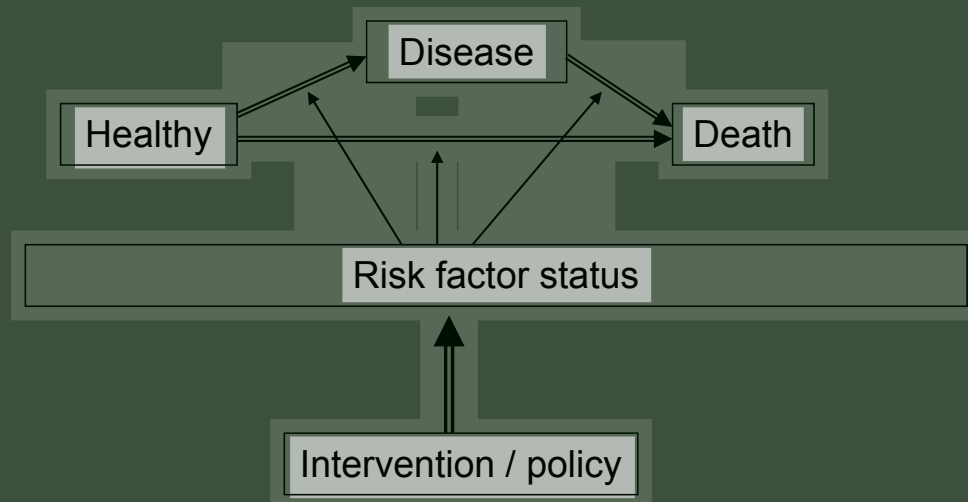 Disease
Healthy
Death
Risk factor status
Intervention / policy